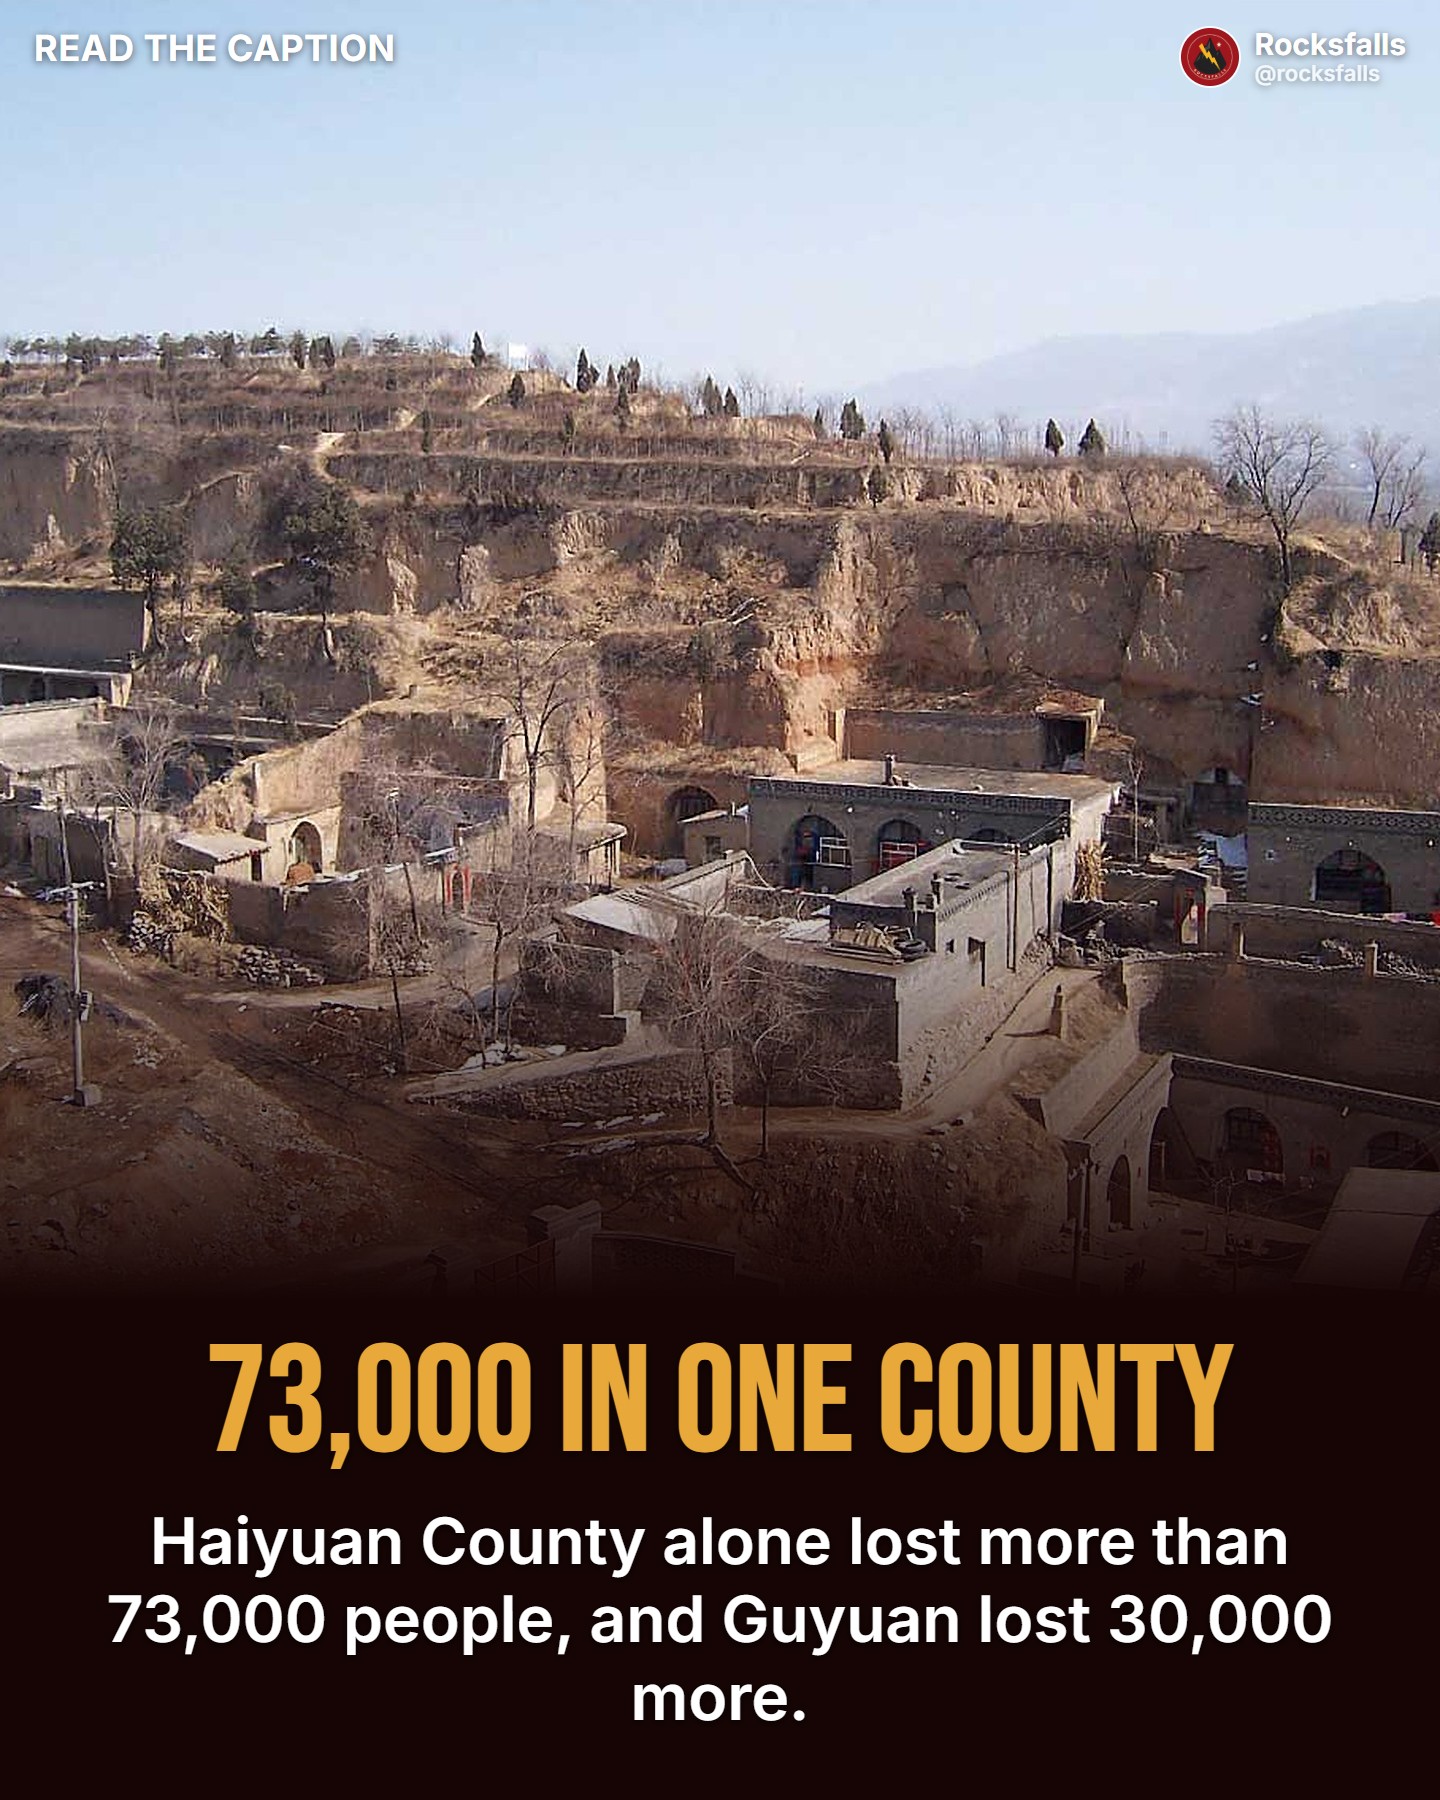 READ THE CAPTION
Rocksfalls
@rocksfalls
73,000 IN ONE COUNTY
Haiyuan County alone lost more than
73,000 people, and Guyuan lost 30,000
more.